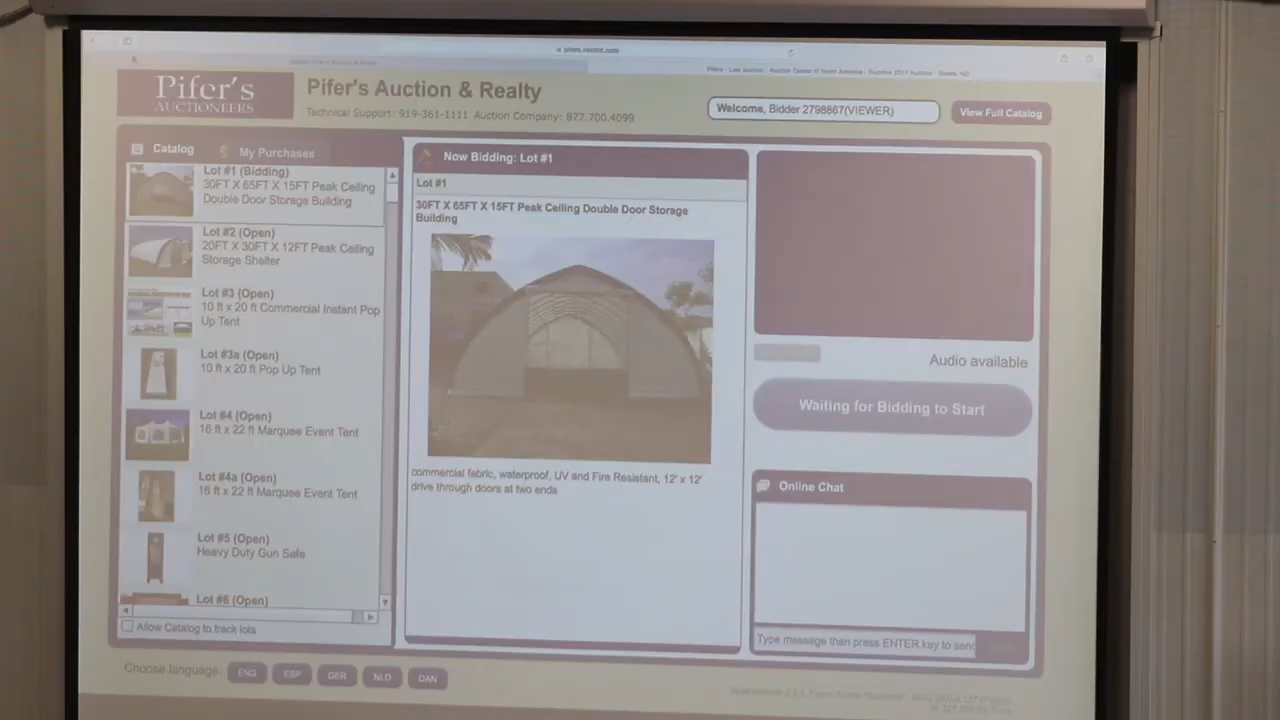 pifers.nextlot.com
Pifer's
AUCTIONEERS
Pifer's Auction & Realty
Technical Support: 919-361-1111 Auction Company: 877.700.4099
Welcome, Bidder 2798867(VIEWER)
View Full Catalog
Catalog
My Purchases
Lot #1 (Bidding)
30FT X 65FT X 15FT Peak Ceiling
Double Door Storage Building
Lot #2 (Open)
20FT X 30FT X 12FT Peak Ceiling
Storage Shelter
Lot #3 (Open)
10 ft x 20 ft Commercial Instant Pop
Up Tent
Lot #3a (Open)
10 ft x 20 ft Pop Up Tent
Lot #4 (Open)
16 ft x 22 ft Marquee Event Tent
Lot #4a (Open)
16 ft x 22 ft Marquee Event Tent
Lot #5 (Open)
Heavy Duty Gun Safe
Lot #6 (Open)
Allow Catalog to track lots
Now Bidding: Lot #1
Lot #1
30FT X 65FT X 15FT Peak Ceiling Double Door Storage
Building
commercial fabric, waterproof, UV and Fire Resistant, 12' x 12'
drive through doors at two ends
Audio available
Waiting for Bidding to Start
Online Chat
Type message than press ENTER key to send
Choose language:
ENG
ESP
GER
NLD
DAN